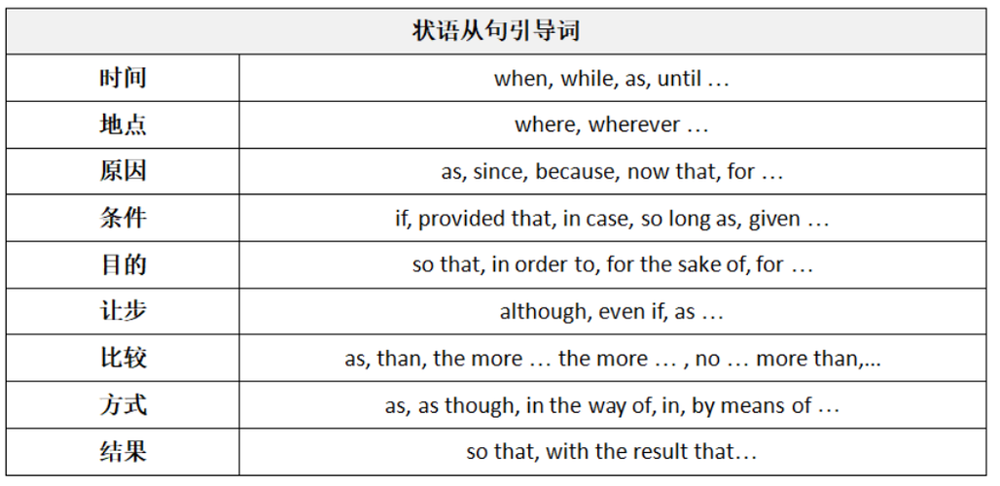 状语从句引导词
时间 when, while, as, until …
地点 where, wherever …
原因 as, since, because, now that, for …
条件 if, provided that, in case, so long as, given …
目的 so that, in order to, for the sake of, for …
让步 although, even if, as …
比较 as, than, the more … the more … , no … more than,...
方式 as, as though, in the way of, in, by means of …
结果 so that, with the result that…